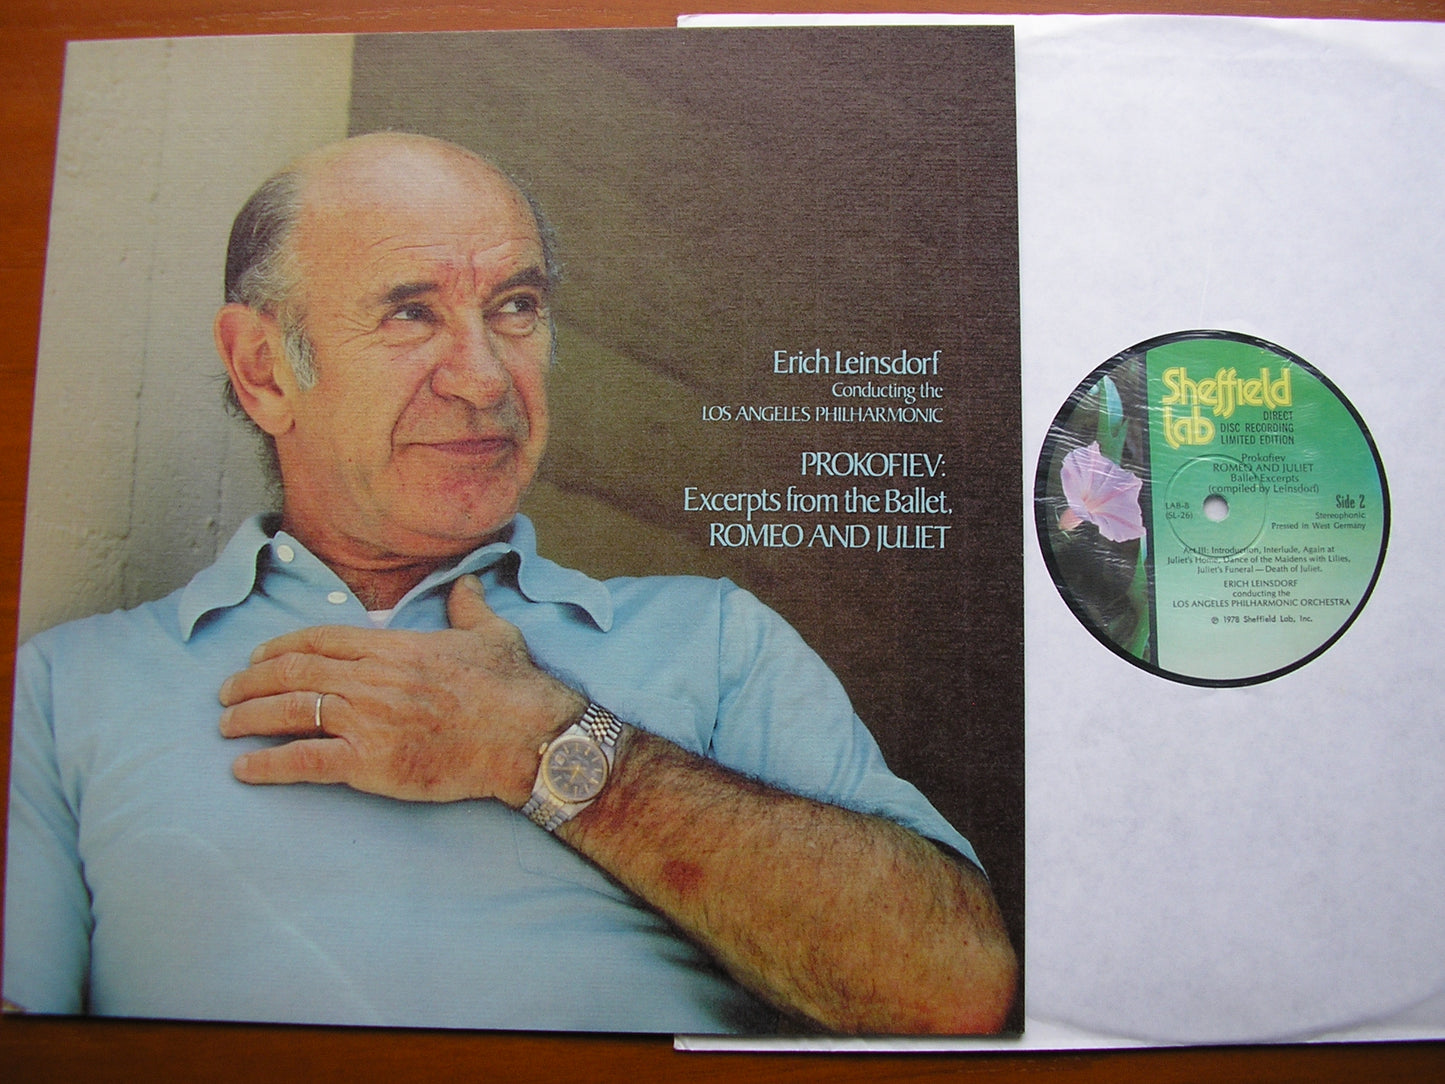 Erich Leinsdorf
Conducting the
LOS ANGELES PHILHARMONIC
PROKOFIEV:
Excerpts from the Ballet,
ROMEO AND JULIET
Sheffield
Lab
DIRECT
DISC RECORDING
LIMITED EDITION
Prokofiev
ROMEO AND JULIET
Ballet Excerpts
(compiled by Leinsdorf)
LAB-8
(SL-26)
Side 2
Stereophonic
Pressed in West Germany
Act III: Introduction, Interlude, Again at
Juliet's Home, Dance of the Maidens with Lilies,
Juliet's Funeral — Death of Juliet.
ERICH LEINSDORF
conducting the
LOS ANGELES PHILHARMONIC ORCHESTRA
℗ 1978 Sheffield Lab, Inc.